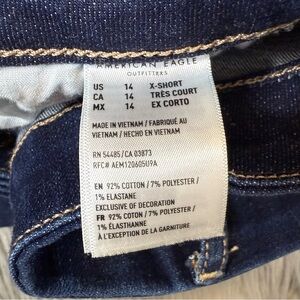 AMERICAN EAGLE
OUTFITTERS
US 14 X-SHORT
CA 14 TRÈS COURT
MX 14 EX CORTO
MADE IN VIETNAM / FABRIQUÉ AU
VIETNAM / HECHO EN VIETNAM
RN 54485/CA 03873
RFC# AEM120605U9A
EN 92% COTTON / 7% POLYESTER /
1% ELASTANE
EXCLUSIVE OF DECORATION
FR 92% COTON / 7% POLYESTER /
1% ÉLASTHANNE
À L'EXCEPTION DE LA GARNITURE